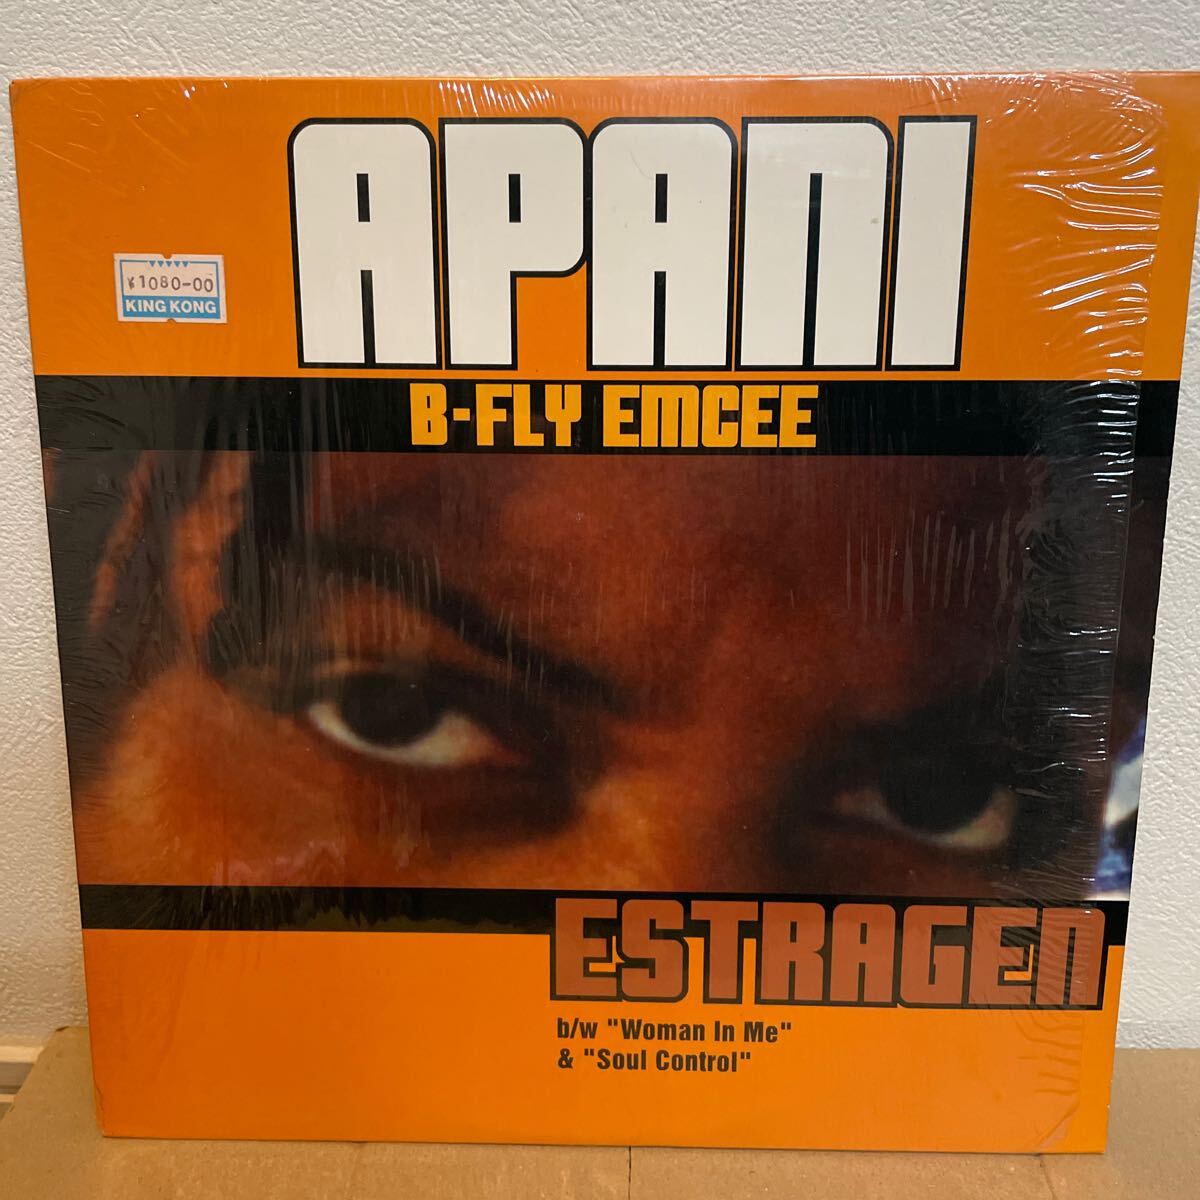 APANI
¥1080-00
KING KONG
B-FLY EMCEE
ESTRAGEN
b/w "Woman In Me"
& "Soul Control"